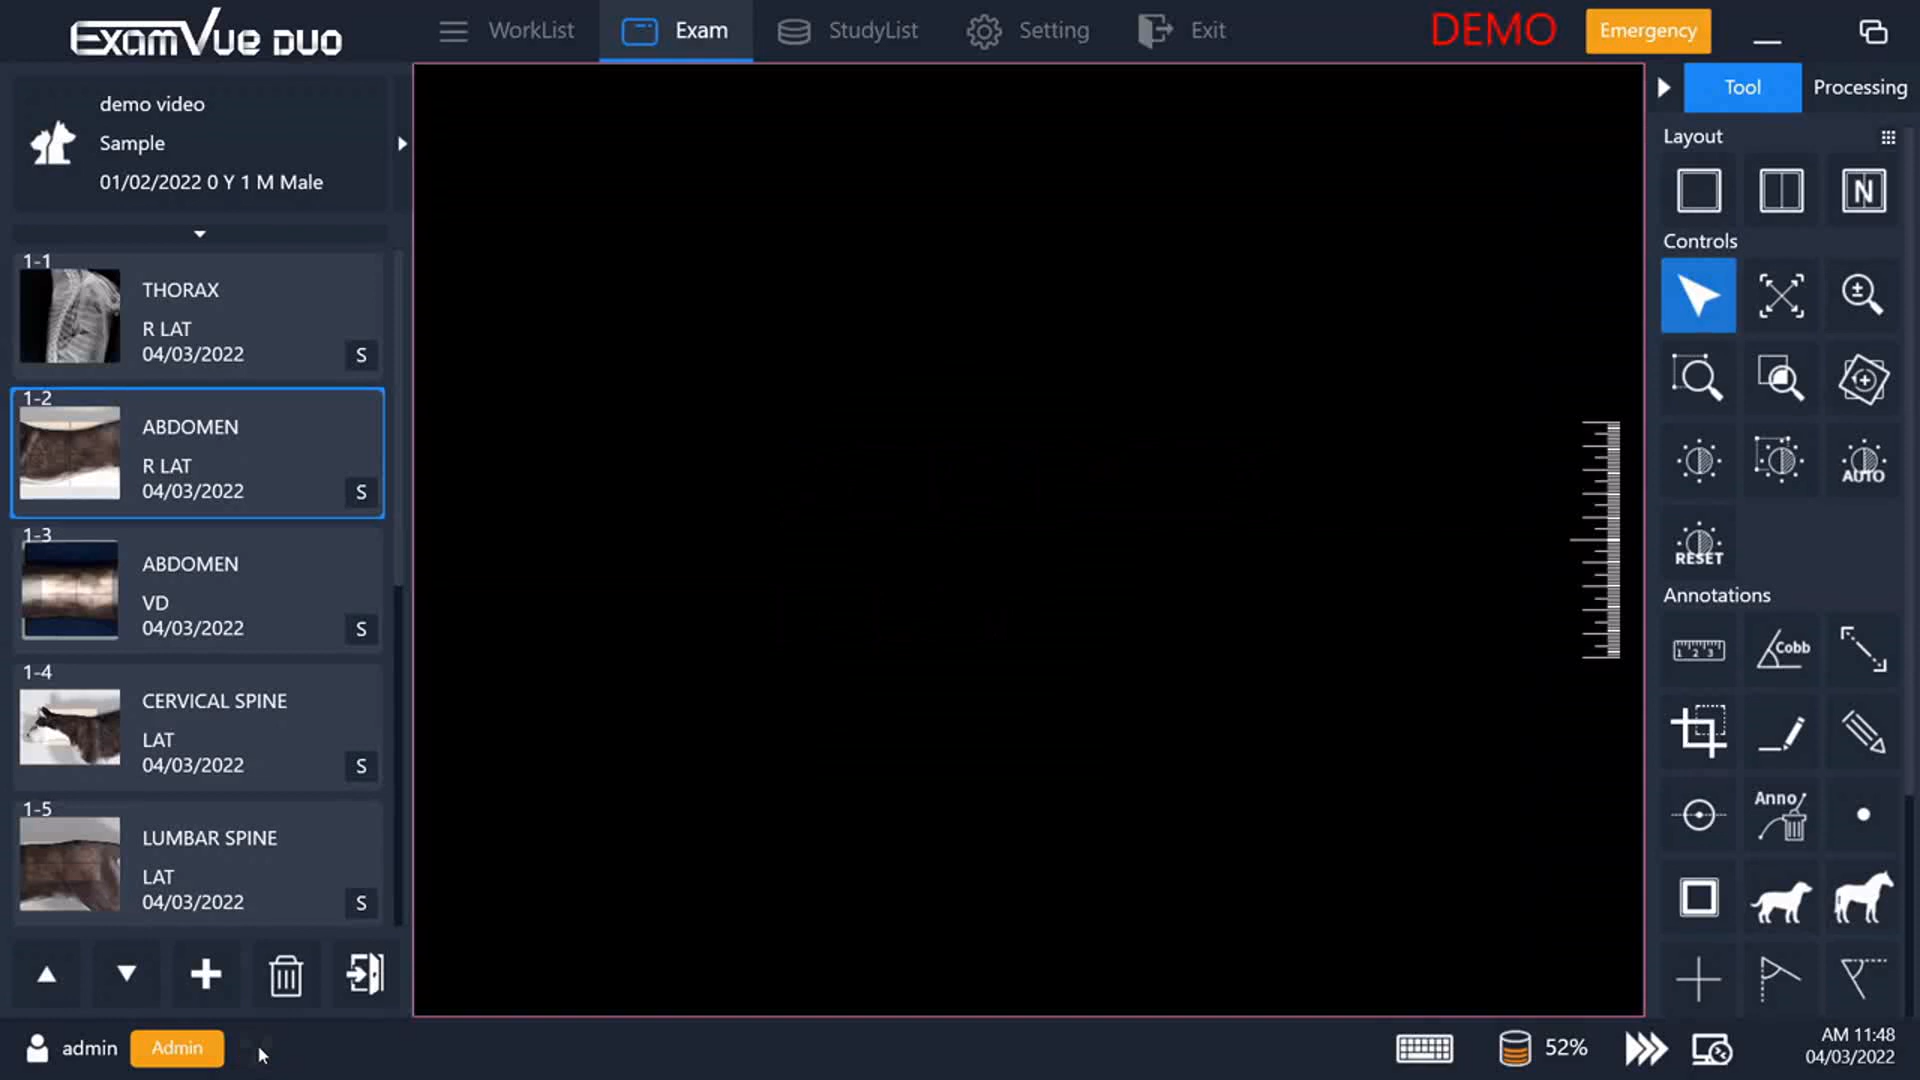 ExamVue DUO
WorkList
Exam
StudyList
Setting
Exit
DEMO
Emergency
demo video
Sample
01/02/2022 0 Y 1 M Male
1-1
THORAX
R LAT
04/03/2022
S
1-2
ABDOMEN
R LAT
04/03/2022
S
1-3
ABDOMEN
VD
04/03/2022
S
1-4
CERVICAL SPINE
LAT
04/03/2022
S
1-5
LUMBAR SPINE
LAT
04/03/2022
S
Tool
Processing
Layout
N
Controls
AUTO
RESET
Annotations
1 2 3
Cobb
Anno
admin
Admin
52%
AM 11:48
04/03/2022